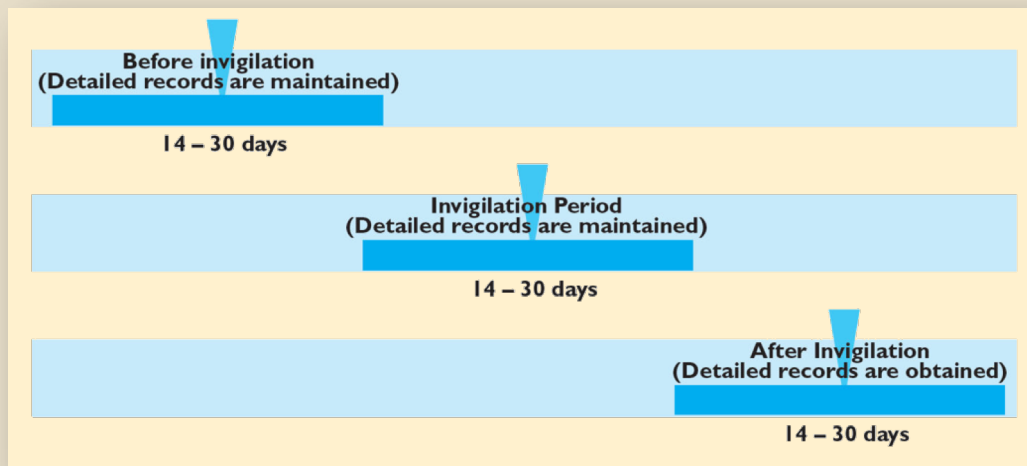 Before invigilation
(Detailed records are maintained)
14 – 30 days
Invigilation Period
(Detailed records are maintained)
14 – 30 days
After Invigilation
(Detailed records are obtained)
14 – 30 days